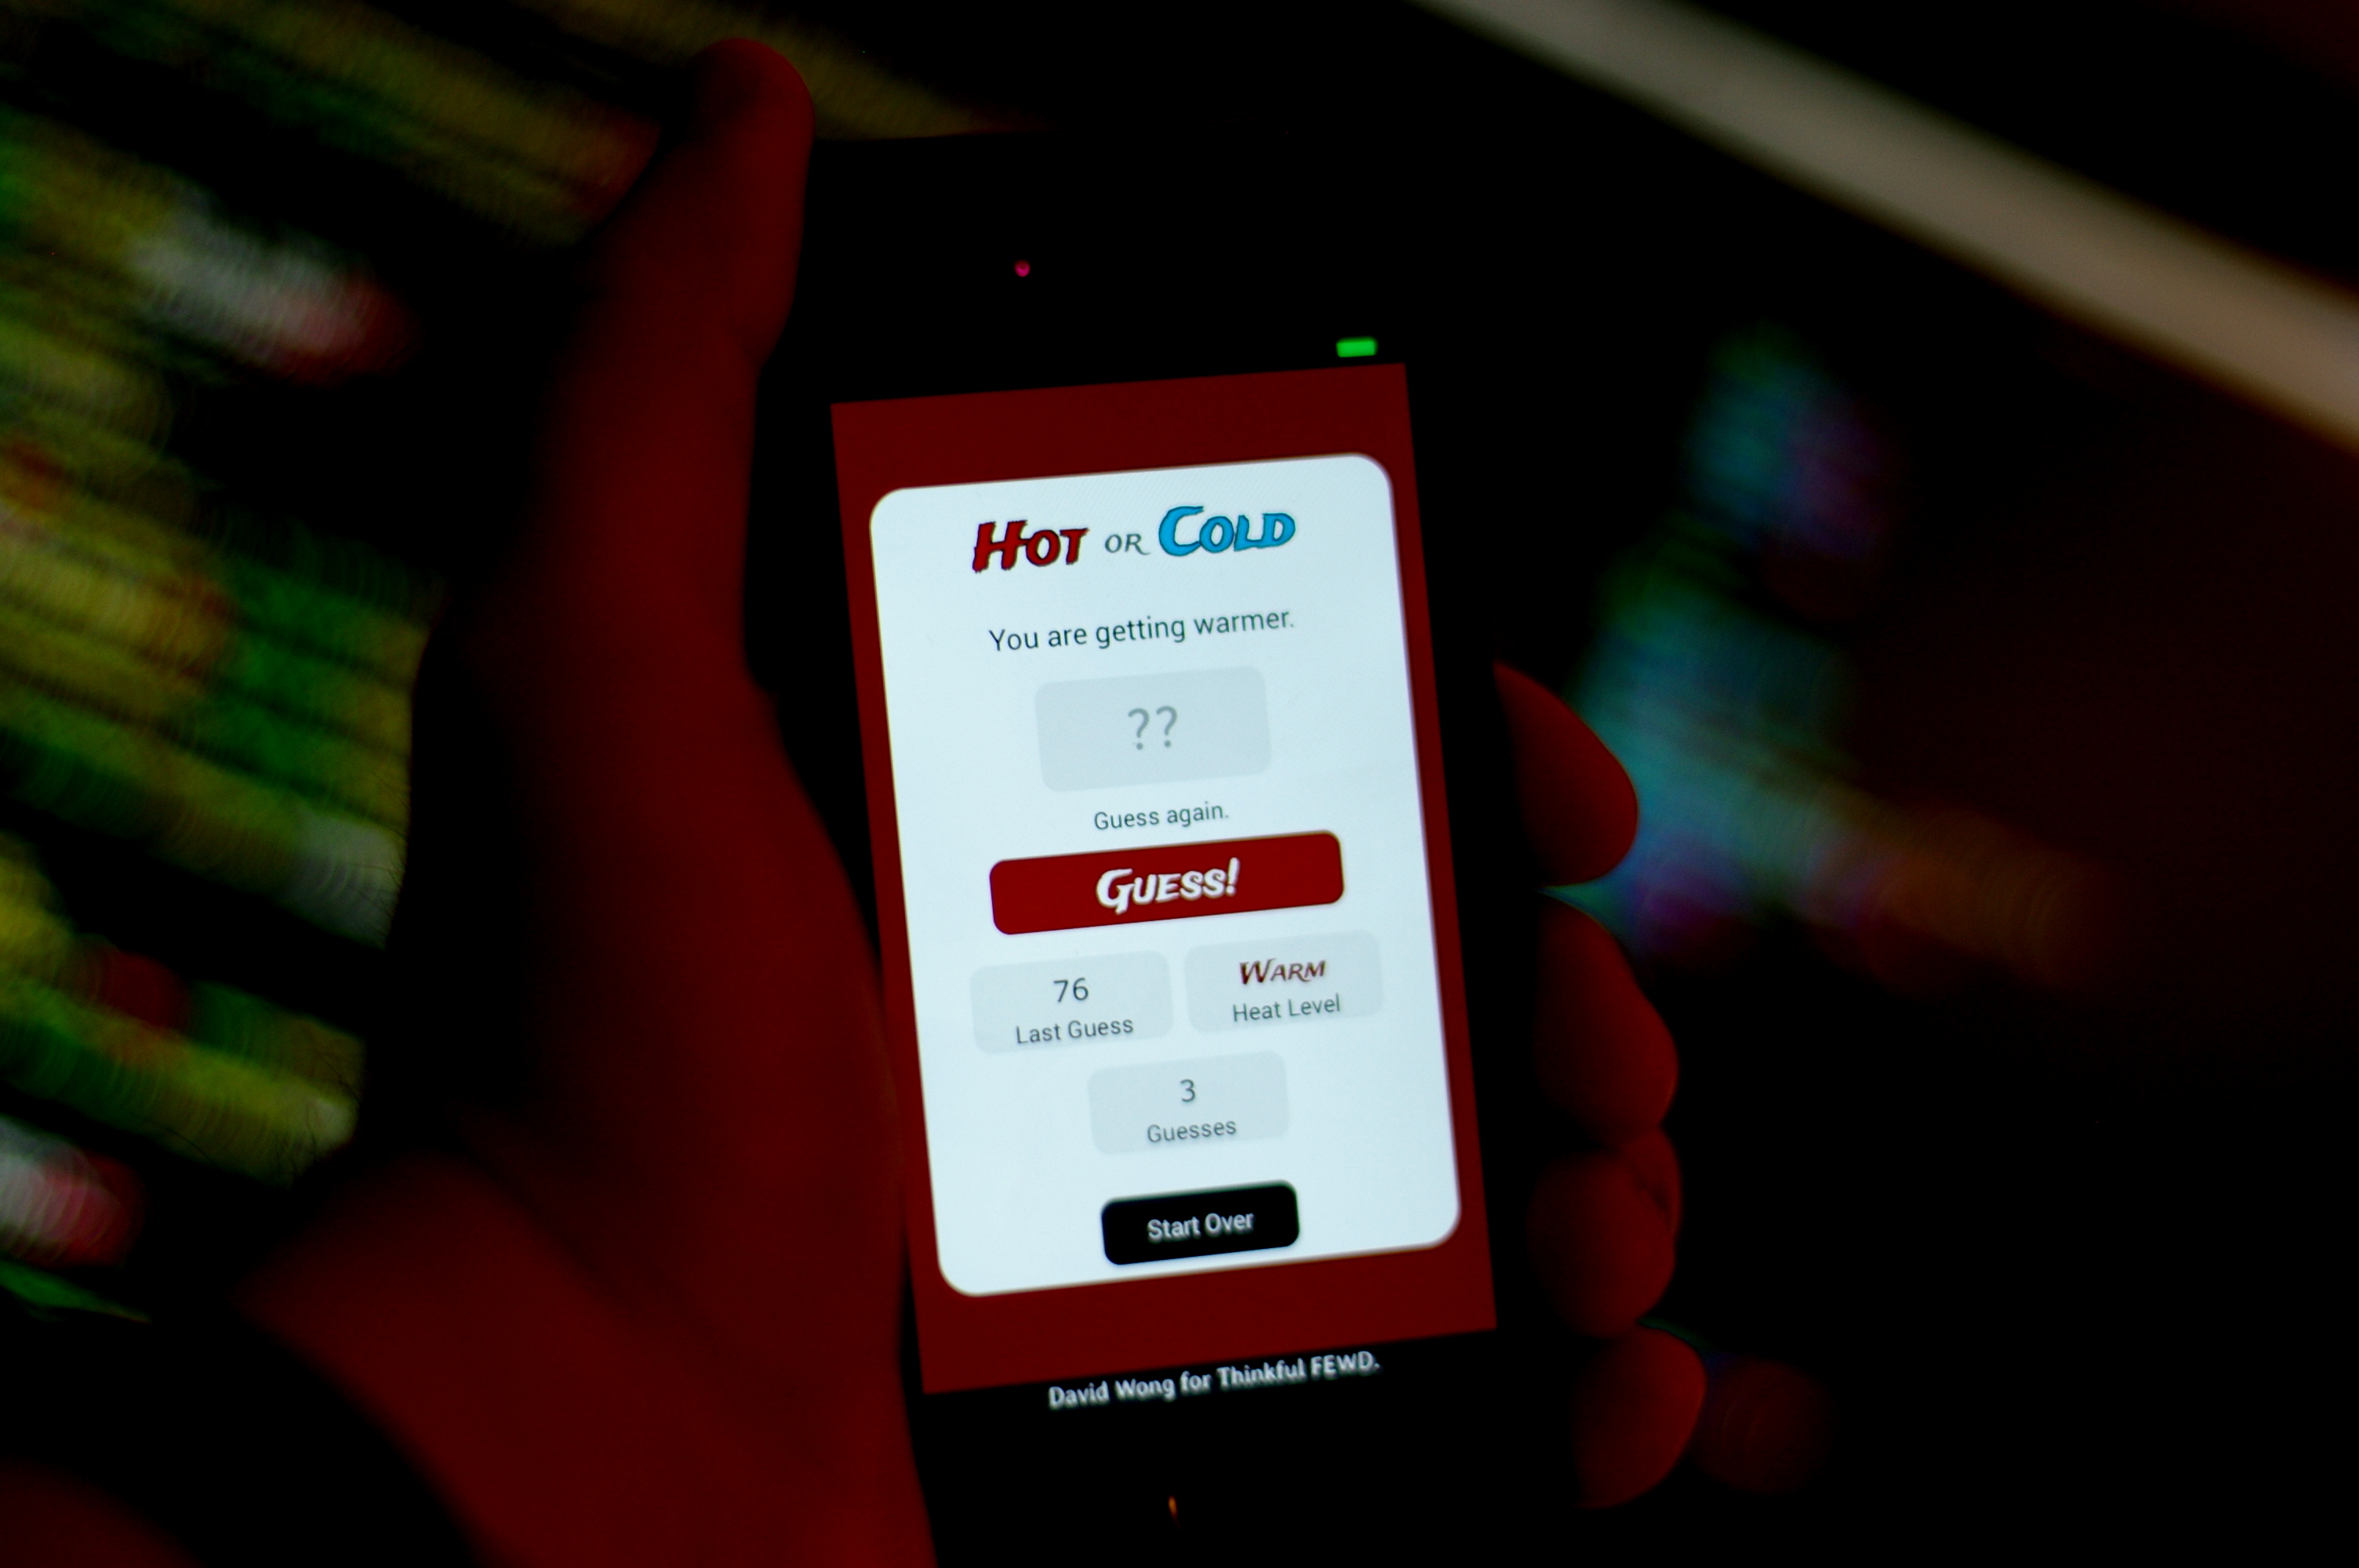 Hot or Cold
You are getting warmer.
??
Guess again.
Guess!
76
Last Guess
Warm
Heat Level
3
Guesses
Start Over
David Wong for Thinkful FEWD.